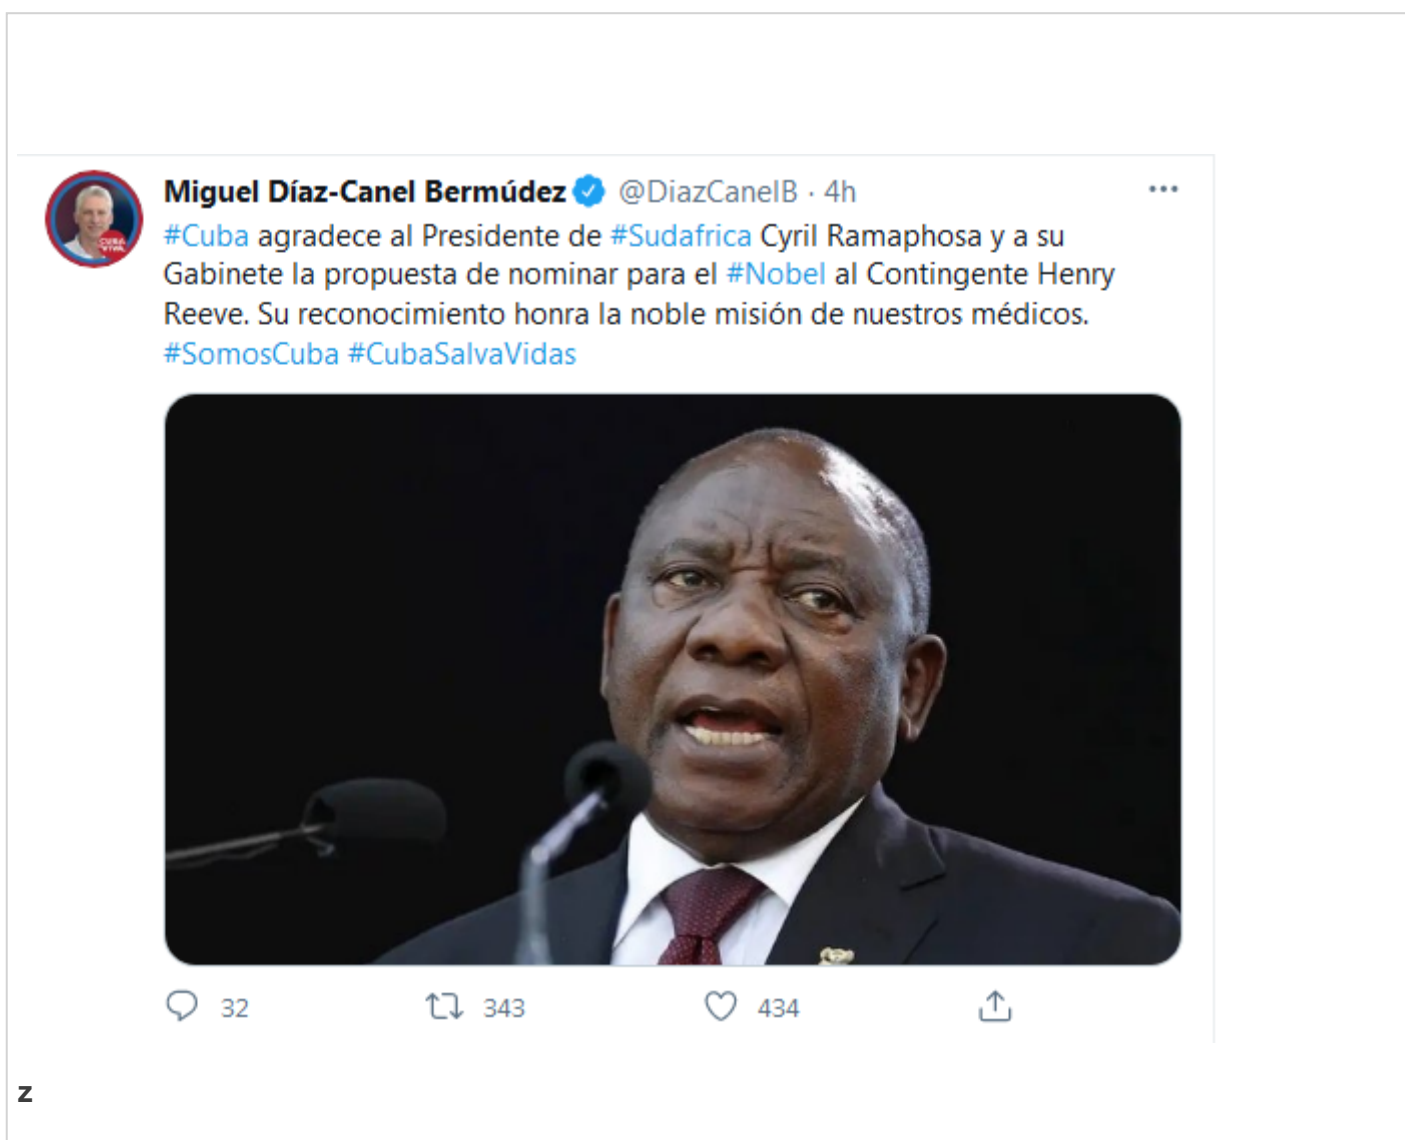 Miguel Díaz-Canel Bermúdez @DiazCanelB · 4h
#Cuba agradece al Presidente de #Sudafrica Cyril Ramaphosa y a su
Gabinete la propuesta de nominar para el #Nobel al Contingente Henry
Reeve. Su reconocimiento honra la noble misión de nuestros médicos.
#SomosCuba #CubaSalvaVidas
32 343 434
z